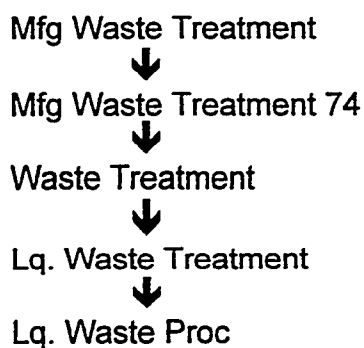 Mfg Waste Treatment
Mfg Waste Treatment 74
Waste Treatment
Lq. Waste Treatment
Lq. Waste Proc